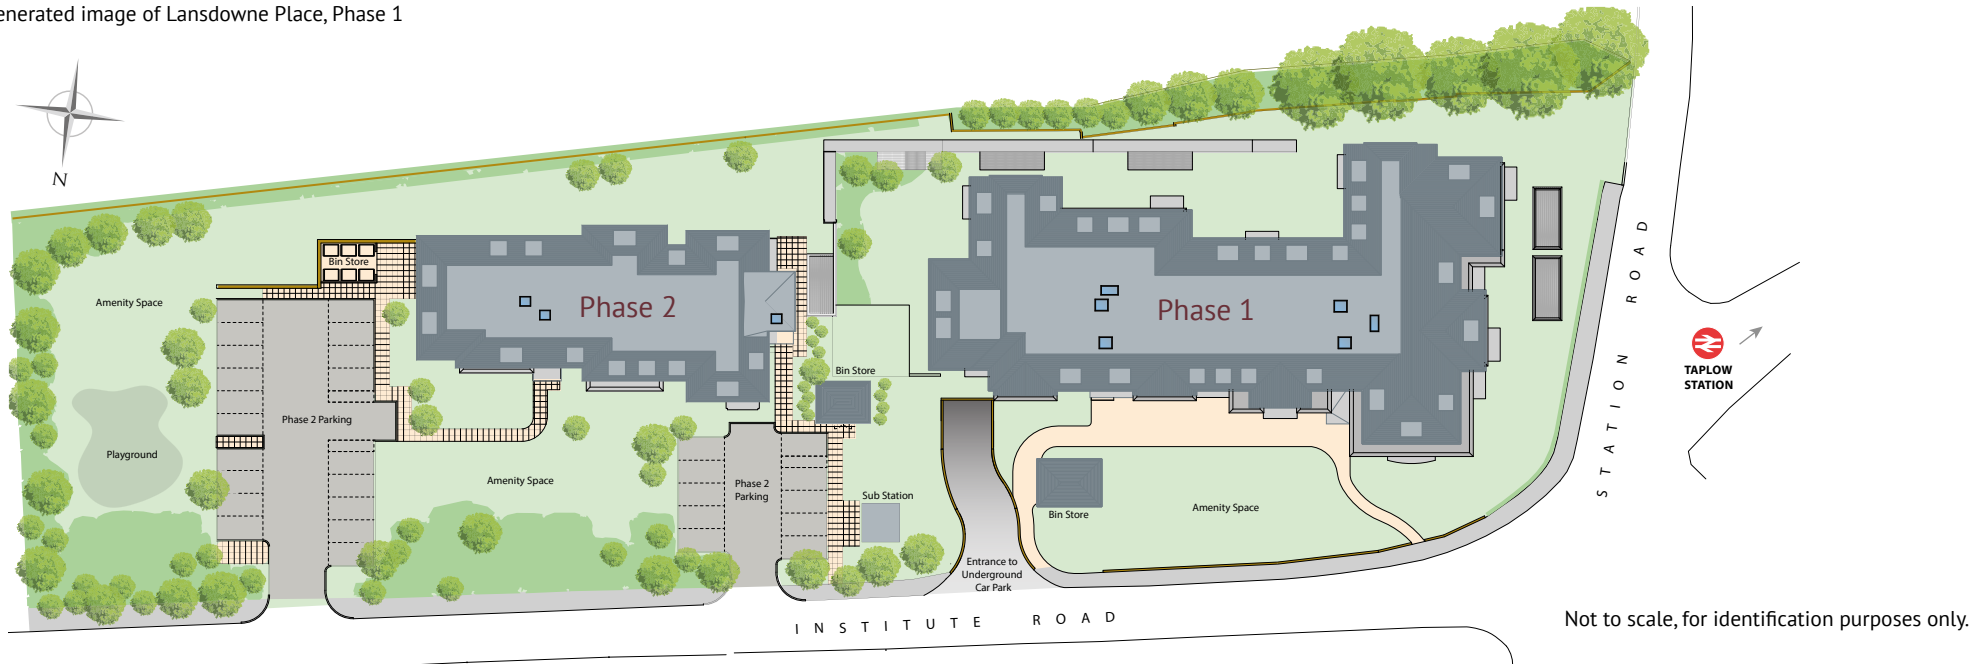 enerated image of Lansdowne Place, Phase 1
N
Bin Store
Amenity Space
Phase 2
Phase 1
STATION ROAD
TAPLOW
STATION
Bin Store
Phase 2 Parking
Playground
Amenity Space
Phase 2
Parking
Sub Station
Bin Store
Amenity Space
Entrance to
Underground
Car Park
INSTITUTE ROAD
Not to scale, for identification purposes only.